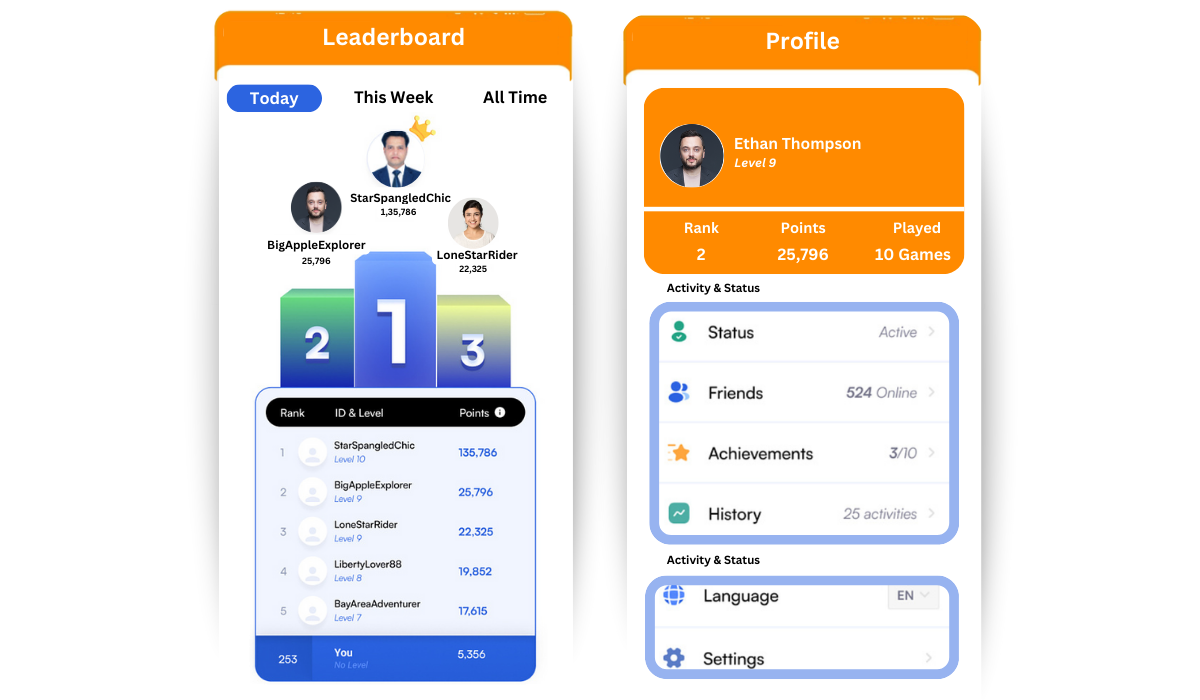 Leaderboard
Today This Week All Time
StarSpangledChic
1,35,786
BigAppleExplorer
25,796
LoneStarRider
22,325
2 1 3
Rank ID & Level Points
1 StarSpangledChic 135,786
Level 10
2 BigAppleExplorer 25,796
Level 9
3 LoneStarRider 22,325
Level 9
4 LibertyLover88 19,852
Level 8
5 BayAreaAdventurer 17,615
Level 7
253 You 5,356
No Level
Profile
Ethan Thompson
Level 9
Rank Points Played
2 25,796 10 Games
Activity & Status
Status Active
Friends 524 Online
Achievements 3/10
History 25 activities
Activity & Status
Language EN
Settings